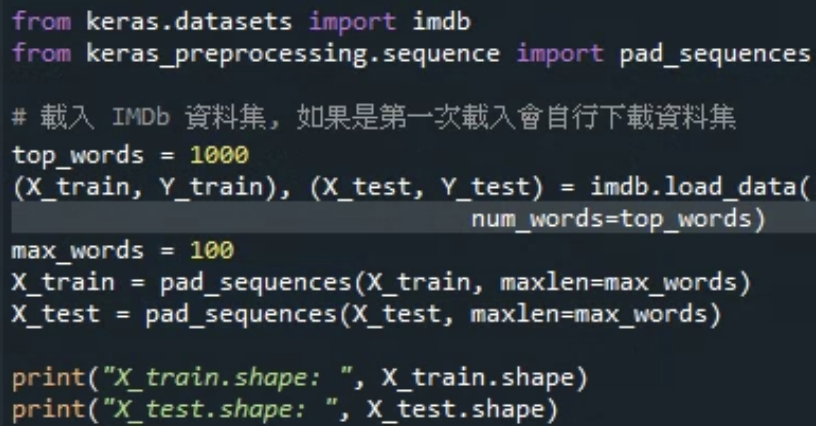 from keras.datasets import imdb
from keras_preprocessing.sequence import pad_sequences
# 載入 IMDb 資料集, 如果是第一次載入會自行下載資料集
top_words = 1000
(X_train, Y_train), (X_test, Y_test) = imdb.load_data(
                               num_words=top_words)
max_words = 100
X_train = pad_sequences(X_train, maxlen=max_words)
X_test = pad_sequences(X_test, maxlen=max_words)
print("X_train.shape: ", X_train.shape)
print("X_test.shape: ", X_test.shape)